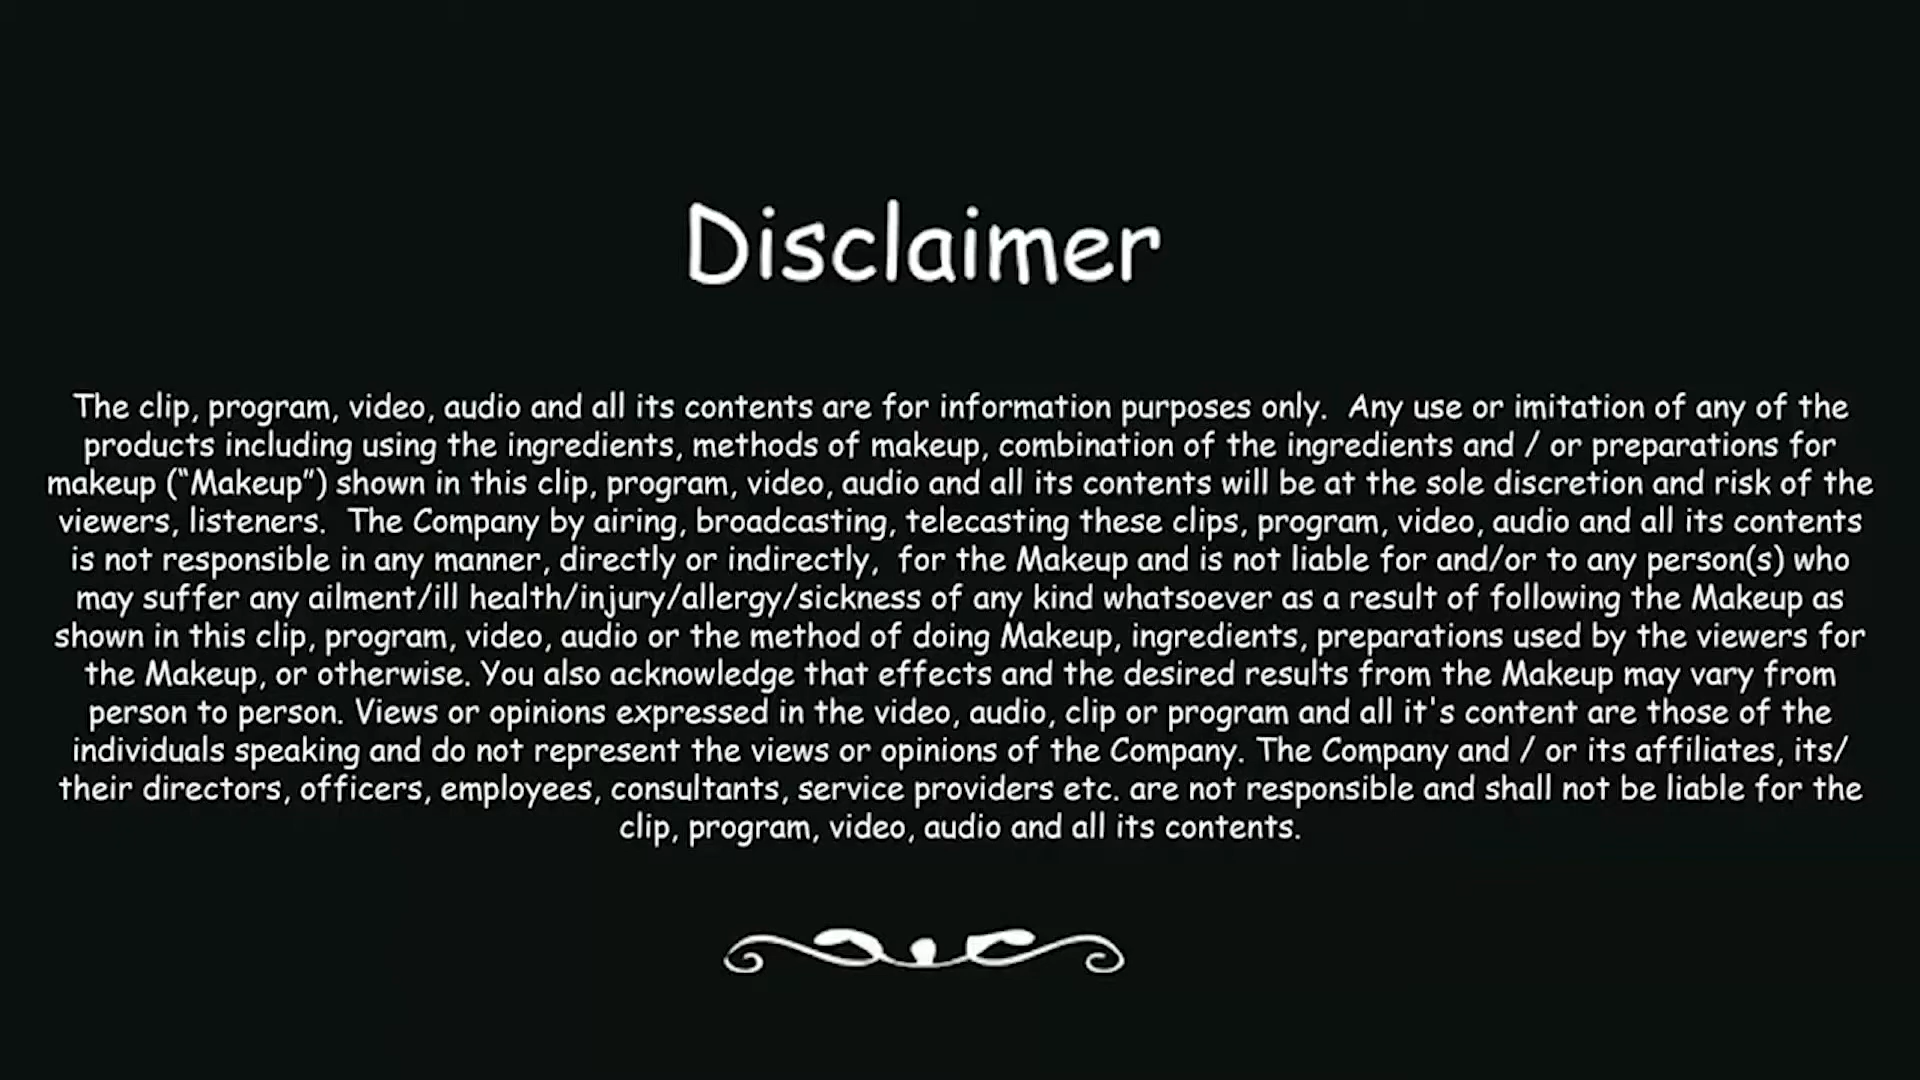 Disclaimer
The clip, program, video, audio and all its contents are for information purposes only.  Any use or imitation of any of the
products including using the ingredients, methods of makeup, combination of the ingredients and / or preparations for
makeup (“Makeup”) shown in this clip, program, video, audio and all its contents will be at the sole discretion and risk of the
viewers, listeners.  The Company by airing, broadcasting, telecasting these clips, program, video, audio and all its contents
is not responsible in any manner, directly or indirectly,  for the Makeup and is not liable for and/or to any person(s) who
may suffer any ailment/ill health/injury/allergy/sickness of any kind whatsoever as a result of following the Makeup as
shown in this clip, program, video, audio or the method of doing Makeup, ingredients, preparations used by the viewers for
the Makeup, or otherwise. You also acknowledge that effects and the desired results from the Makeup may vary from
person to person. Views or opinions expressed in the video, audio, clip or program and all it's content are those of the
individuals speaking and do not represent the views or opinions of the Company. The Company and / or its affiliates, its/
their directors, officers, employees, consultants, service providers etc. are not responsible and shall not be liable for the
clip, program, video, audio and all its contents.